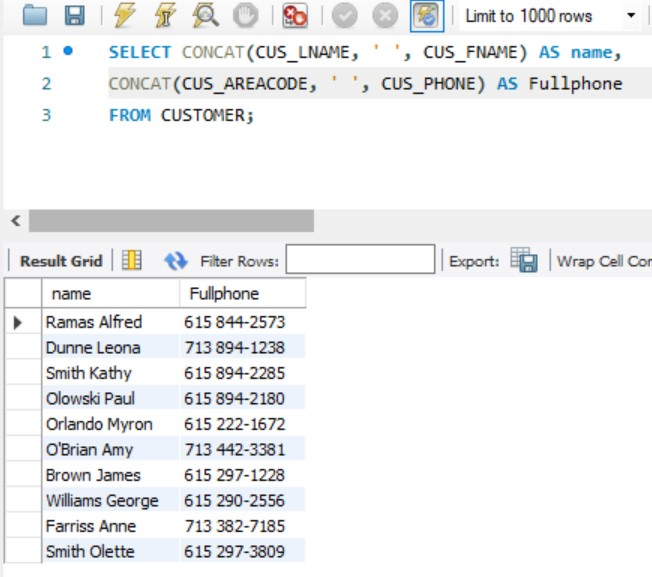 Limit to 1000 rows
1 SELECT CONCAT(CUS_LNAME, ' ', CUS_FNAME) AS name,
2 CONCAT(CUS_AREACODE, ' ', CUS_PHONE) AS Fullphone
3 FROM CUSTOMER;
Result Grid Filter Rows: Export: Wrap Cell Cor
name Fullphone
Ramas Alfred 615 844-2573
Dunne Leona 713 894-1238
Smith Kathy 615 894-2285
Olowski Paul 615 894-2180
Orlando Myron 615 222-1672
O'Brian Amy 713 442-3381
Brown James 615 297-1228
Williams George 615 290-2556
Farriss Anne 713 382-7185
Smith Olette 615 297-3809